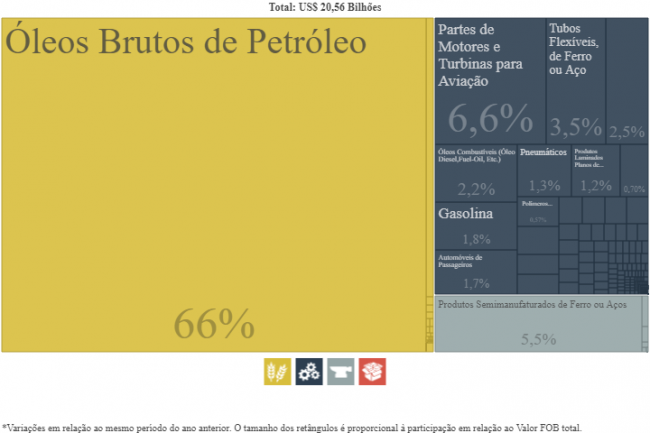 Total: US$ 20,56 Bilhões
Óleos Brutos de Petróleo
66%
Partes de
Motores e
Turbinas para
Aviação
6,6%
Tubos
Flexíveis,
de Ferro
ou Aço
3,5%
2,5%
Óleos Combustíveis (Óleo
Diesel,Fuel-Oil, Etc.)
2,2%
Pneumáticos
1,3%
Produtos
Laminados
Planos de...
1,2%
0,70%
Gasolina
1,8%
Polímeros...
Automóveis de
Passageiros
1,7%
Produtos Semimanufaturados de Ferro ou Aços
5,5%
*Variações em relação ao mesmo período do ano anterior. O tamanho dos retângulos é proporcional à participação em relação ao Valor FOB total.